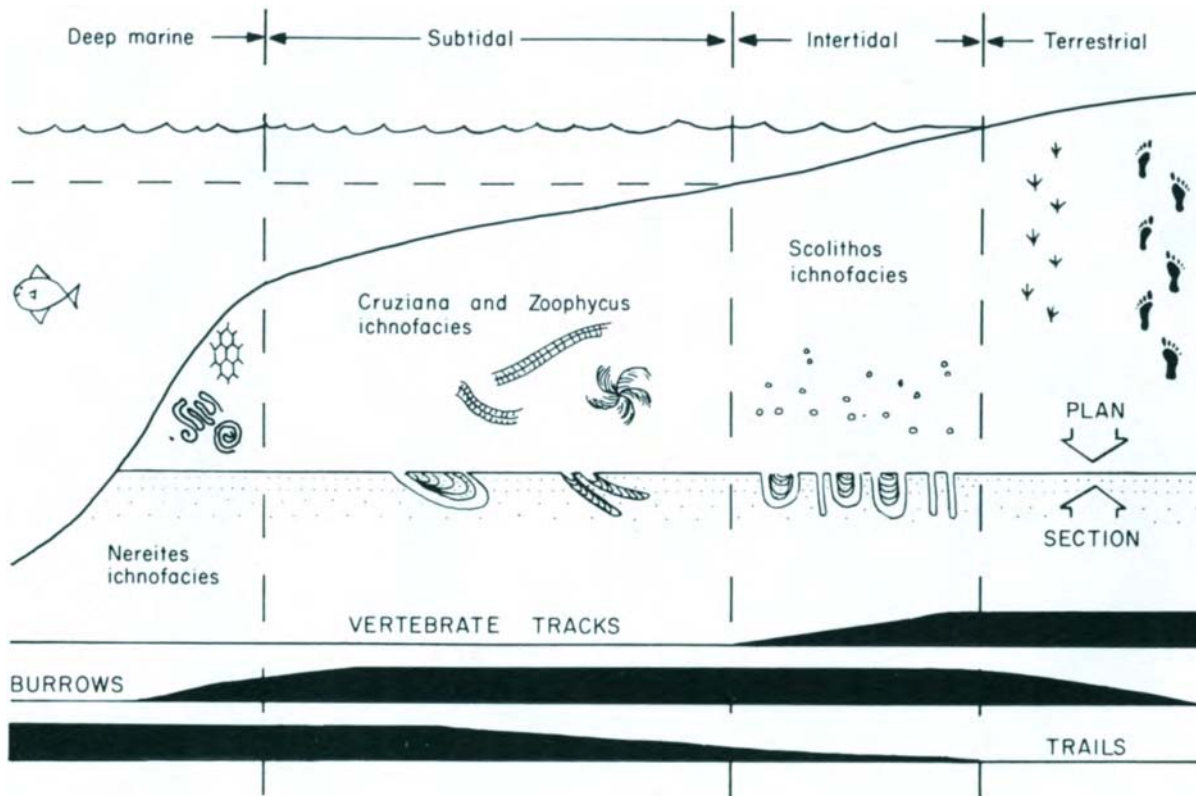 Deep marine
Subtidal
Intertidal
Terrestrial
Scolithos
ichnofacies
Cruziana and Zoophycus
ichnofacies
PLAN
SECTION
Nereites
ichnofacies
VERTEBRATE TRACKS
BURROWS
TRAILS